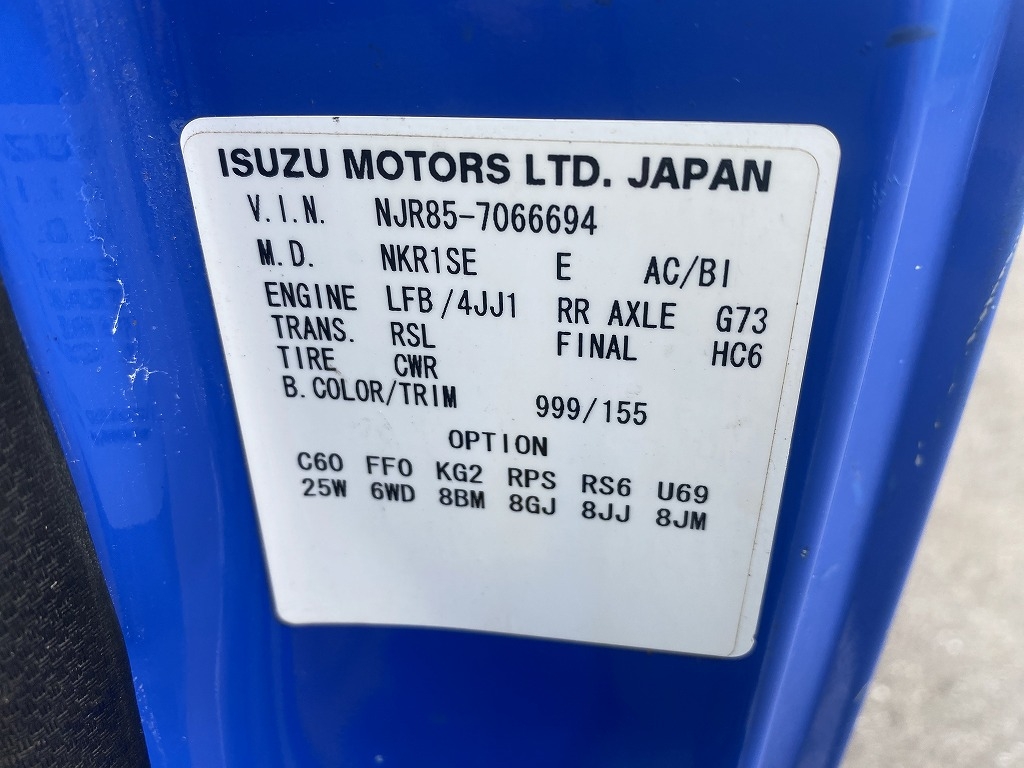 ISUZU MOTORS LTD. JAPAN
V.I.N. NJR85-7066694
M.D. NKR1SE E AC/BI
ENGINE LFB/4JJ1 RR AXLE G73
TRANS. RSL FINAL HC6
TIRE CWR
B.COLOR/TRIM 999/155
OPTION
C60 FF0 KG2 RPS RS6 U69
25W 6WD 8BM 8GJ 8JJ 8JM